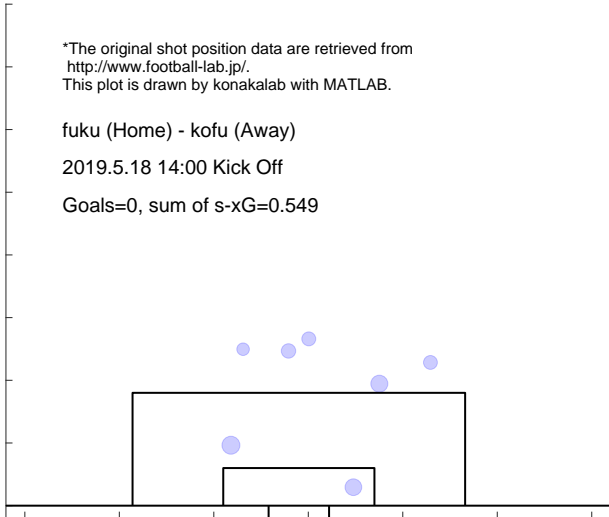 *The original shot position data are retrieved from
http://www.football-lab.jp/.
This plot is drawn by konakalab with MATLAB.
fuku (Home) - kofu (Away)
2019.5.18 14:00 Kick Off
Goals=0, sum of s-xG=0.549